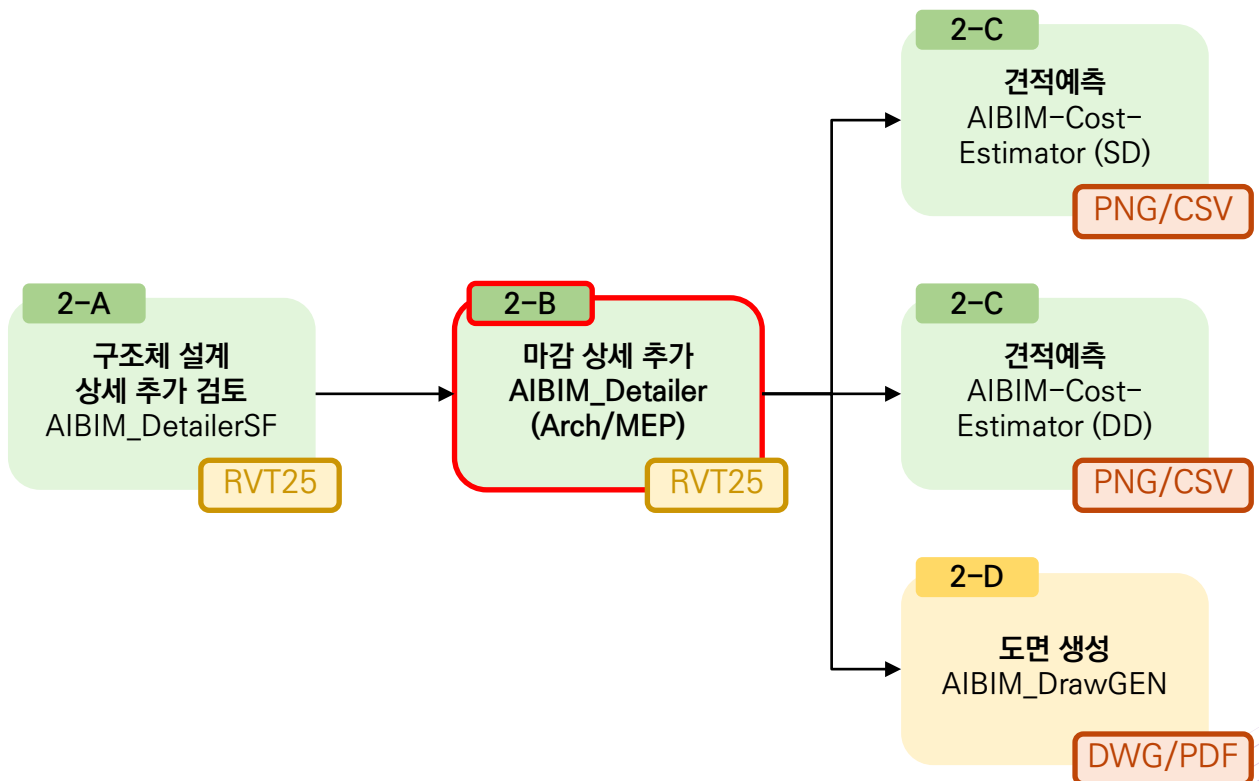 2-C
견적예측
AIBIM-Cost-
Estimator (SD)
PNG/CSV
2-A
구조체 설계
상세 추가 검토
AIBIM_DetailerSF
RVT25
2-B
마감 상세 추가
AIBIM_Detailer
(Arch/MEP)
RVT25
2-C
견적예측
AIBIM-Cost-
Estimator (DD)
PNG/CSV
2-D
도면 생성
AIBIM_DrawGEN
DWG/PDF